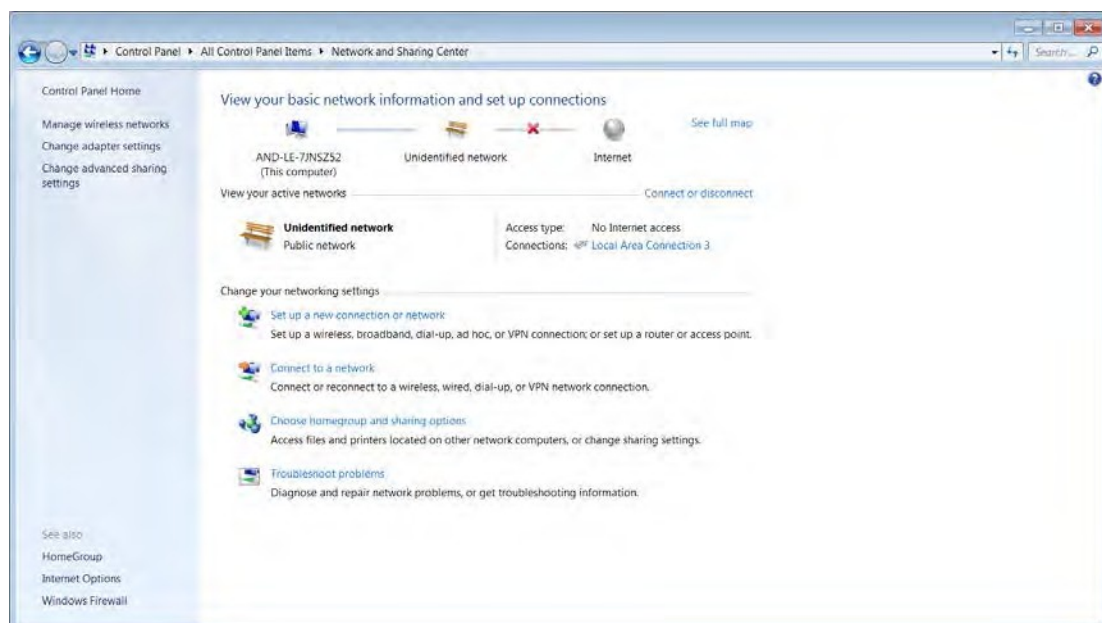 Control Panel ▸ All Control Panel Items ▸ Network and Sharing Center
Search...
Control Panel Home
Manage wireless networks
Change adapter settings
Change advanced sharing
settings
View your basic network information and set up connections
See full map
AND-LE-7JNSZ52
(This computer)
Unidentified network
Internet
View your active networks
Connect or disconnect
Unidentified network
Public network
Access type: No Internet access
Connections: Local Area Connection 3
Change your networking settings
Set up a new connection or network
Set up a wireless, broadband, dial-up, ad hoc, or VPN connection; or set up a router or access point.
Connect to a network
Connect or reconnect to a wireless, wired, dial-up, or VPN network connection.
Choose homegroup and sharing options
Access files and printers located on other network computers, or change sharing settings.
Troubleshoot problems
Diagnose and repair network problems, or get troubleshooting information.
See also
HomeGroup
Internet Options
Windows Firewall